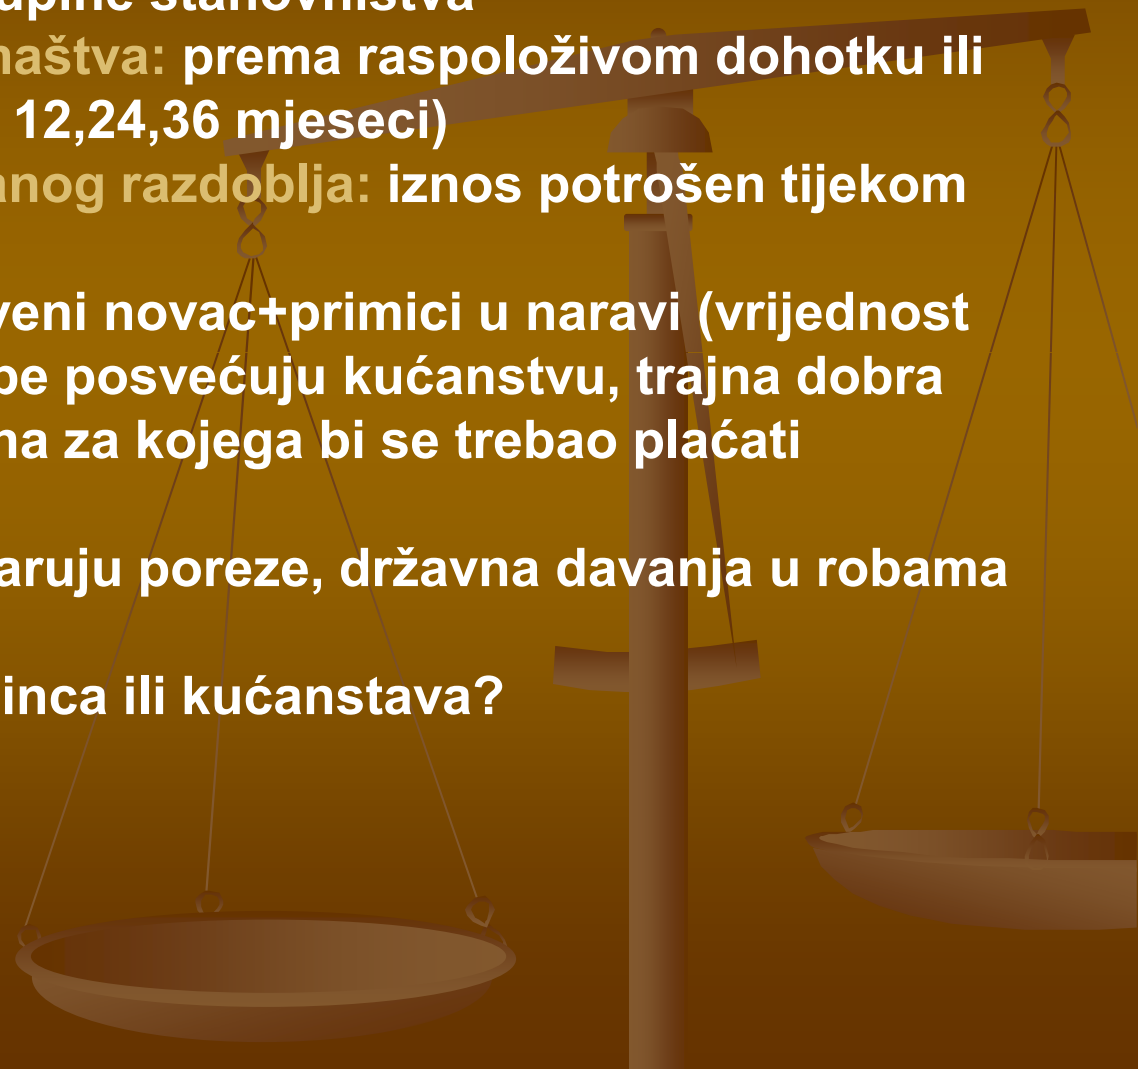 upine stanovništva
naštva: prema raspoloživom dohotku ili
12,24,36 mjeseci)
anog razdoblja: iznos potrošen tijekom
veni novac+primici u naravi (vrijednost
be posvećuju kućanstvu, trajna dobra
na za kojega bi se trebao plaćati
aruju poreze, državna davanja u robama
inca ili kućanstava?